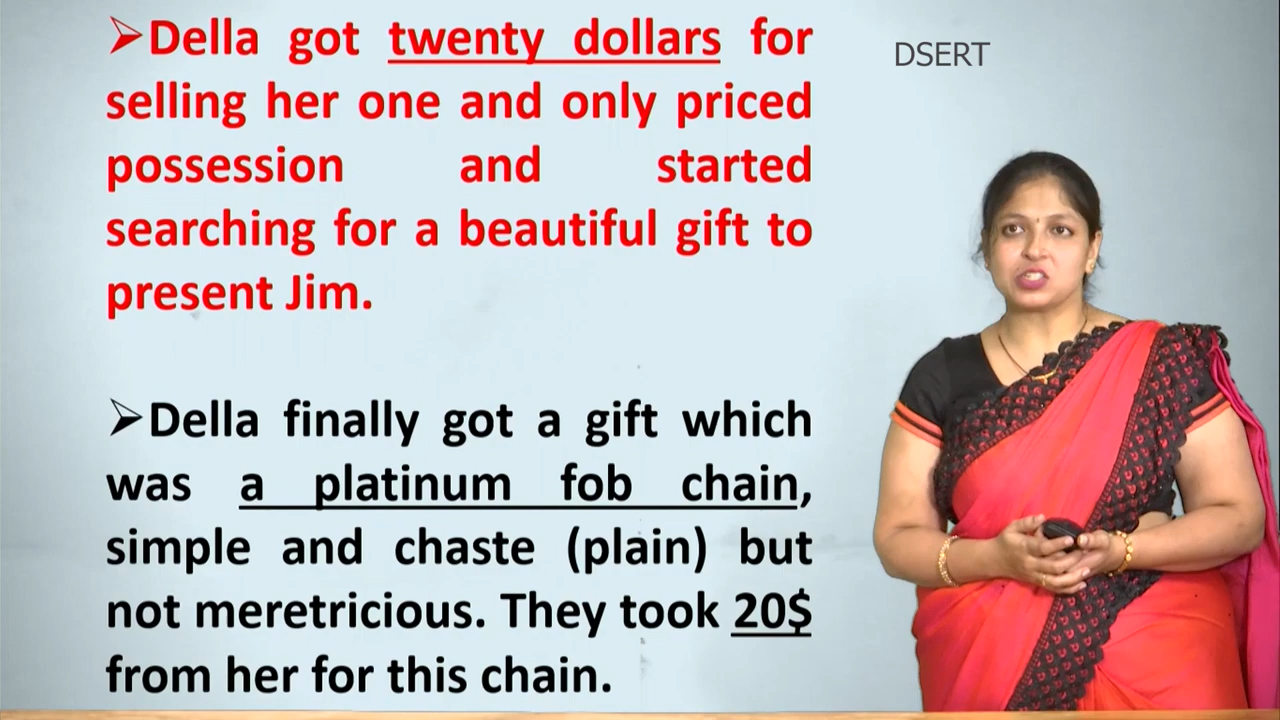 ➢Della got twenty dollars for
selling her one and only priced
possession and started
searching for a beautiful gift to
present Jim.
➢Della finally got a gift which
was a platinum fob chain,
simple and chaste (plain) but
not meretricious. They took 20$
from her for this chain.
DSERT